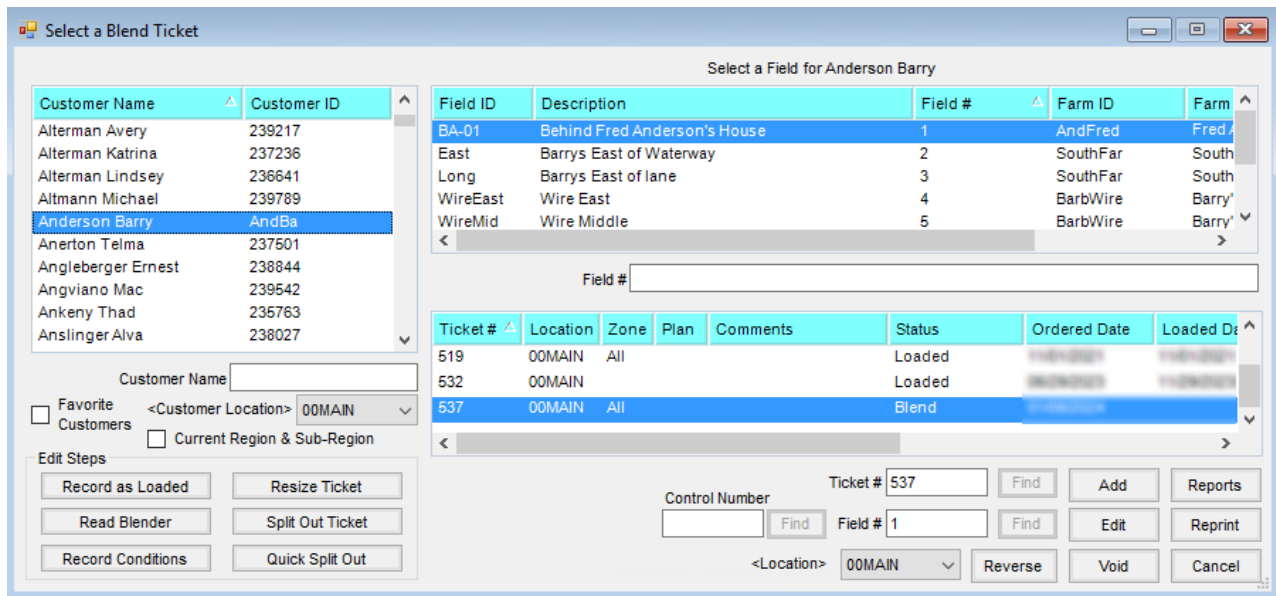 Select a Blend Ticket
Select a Field for Anderson Barry
Customer Name Customer ID
Alterman Avery 239217
Alterman Katrina 237236
Alterman Lindsey 236641
Altmann Michael 239789
Anderson Barry AndBa
Anerton Telma 237501
Angleberger Ernest 238844
Angviano Mac 239542
Ankeny Thad 235763
Anslinger Alva 238027
Customer Name
Favorite Customers
<Customer Location> 00MAIN
Current Region & Sub-Region
Edit Steps
Record as Loaded Resize Ticket
Read Blender Split Out Ticket
Record Conditions Quick Split Out
Field ID Description Field # Farm ID Farm
BA-01 Behind Fred Anderson's House 1 AndFred Fred A
East Barrys East of Waterway 2 SouthFar South
Long Barrys East of lane 3 SouthFar South
WireEast Wire East 4 BarbWire Barry'
WireMid Wire Middle 5 BarbWire Barry'
Field #
Ticket # Location Zone Plan Comments Status Ordered Date Loaded Da
519 00MAIN All Loaded
532 00MAIN Loaded
537 00MAIN All Blend
Ticket # 537 Find Add Reports
Control Number
Find Field # 1 Find Edit Reprint
<Location> 00MAIN Reverse Void Cancel